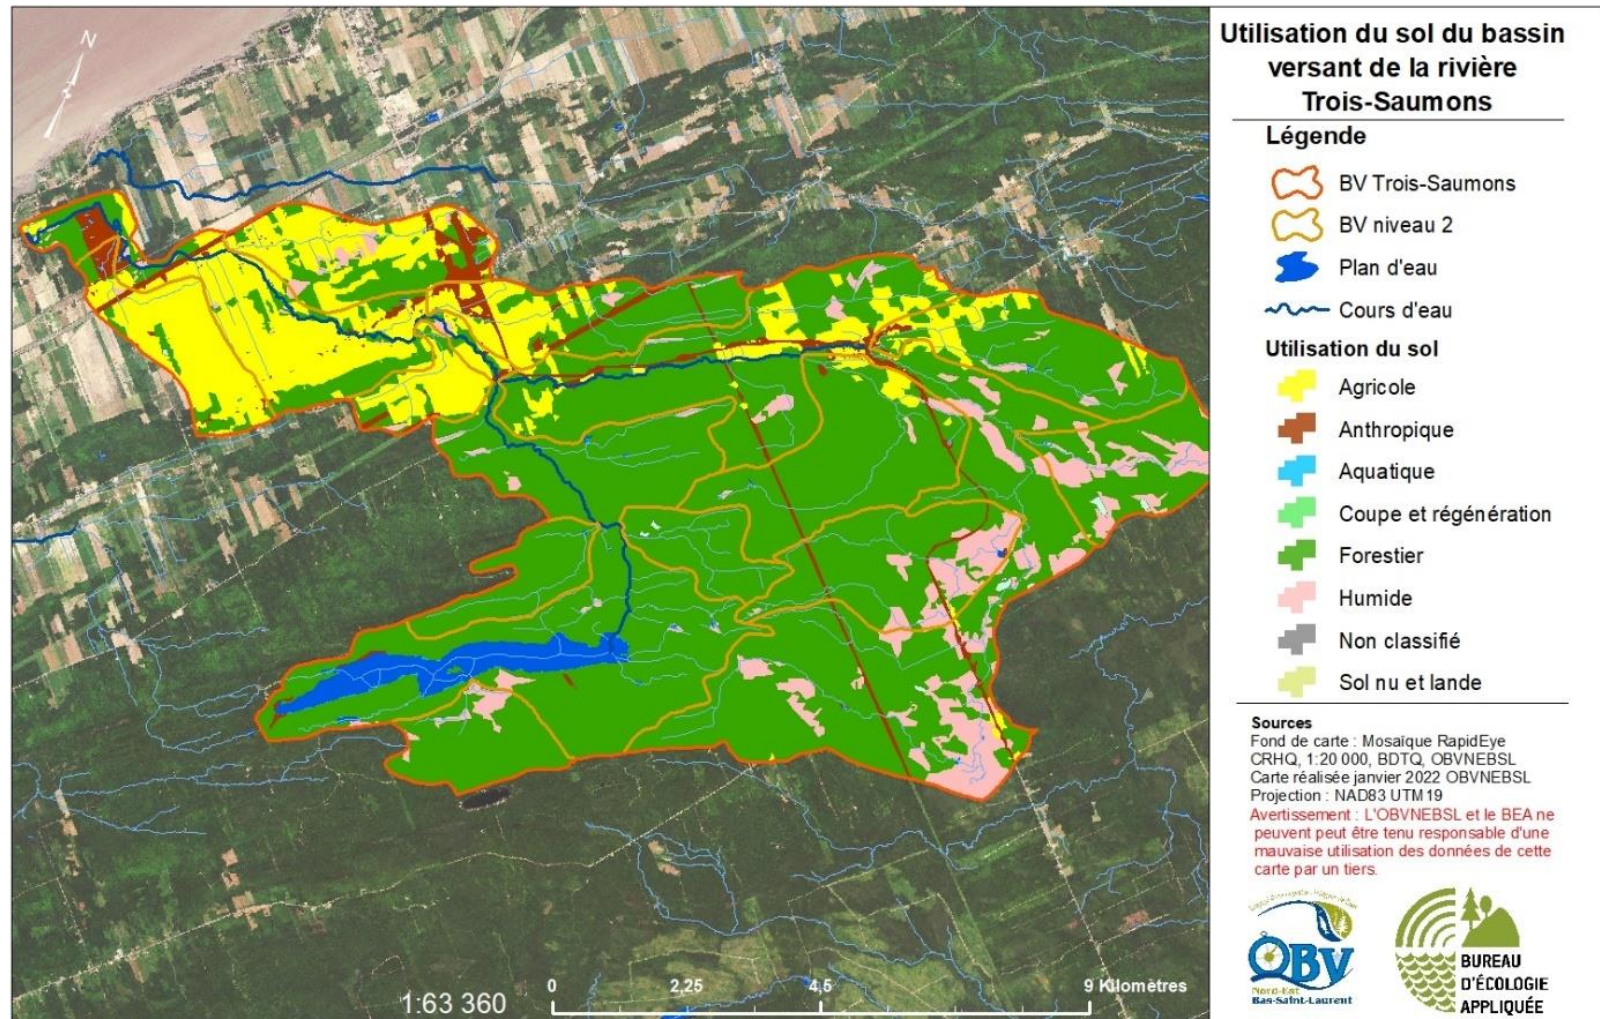 N
Utilisation du sol du bassin
versant de la rivière
Trois-Saumons
Légende
BV Trois-Saumons
BV niveau 2
Plan d'eau
Cours d'eau
Utilisation du sol
Agricole
Anthropique
Aquatique
Coupe et régénération
Forestier
Humide
Non classifié
Sol nu et lande
Sources
Fond de carte : Mosaïque RapidEye
CRHQ, 1:20 000, BDTQ, OBVNEBSL
Carte réalisée janvier 2022 OBVNEBSL
Projection : NAD83 UTM19
Avertissement : L'OBVNEBSL et le BEA ne
peuvent peut être tenu responsable d'une
mauvaise utilisation des données de cette
carte par un tiers.
OBV
Nord-Est
Bas-Saint-Laurent
BUREAU
D'ÉCOLOGIE
APPLIQUÉE
1:63 360
0 2,25 4,5 9 Kilomètres